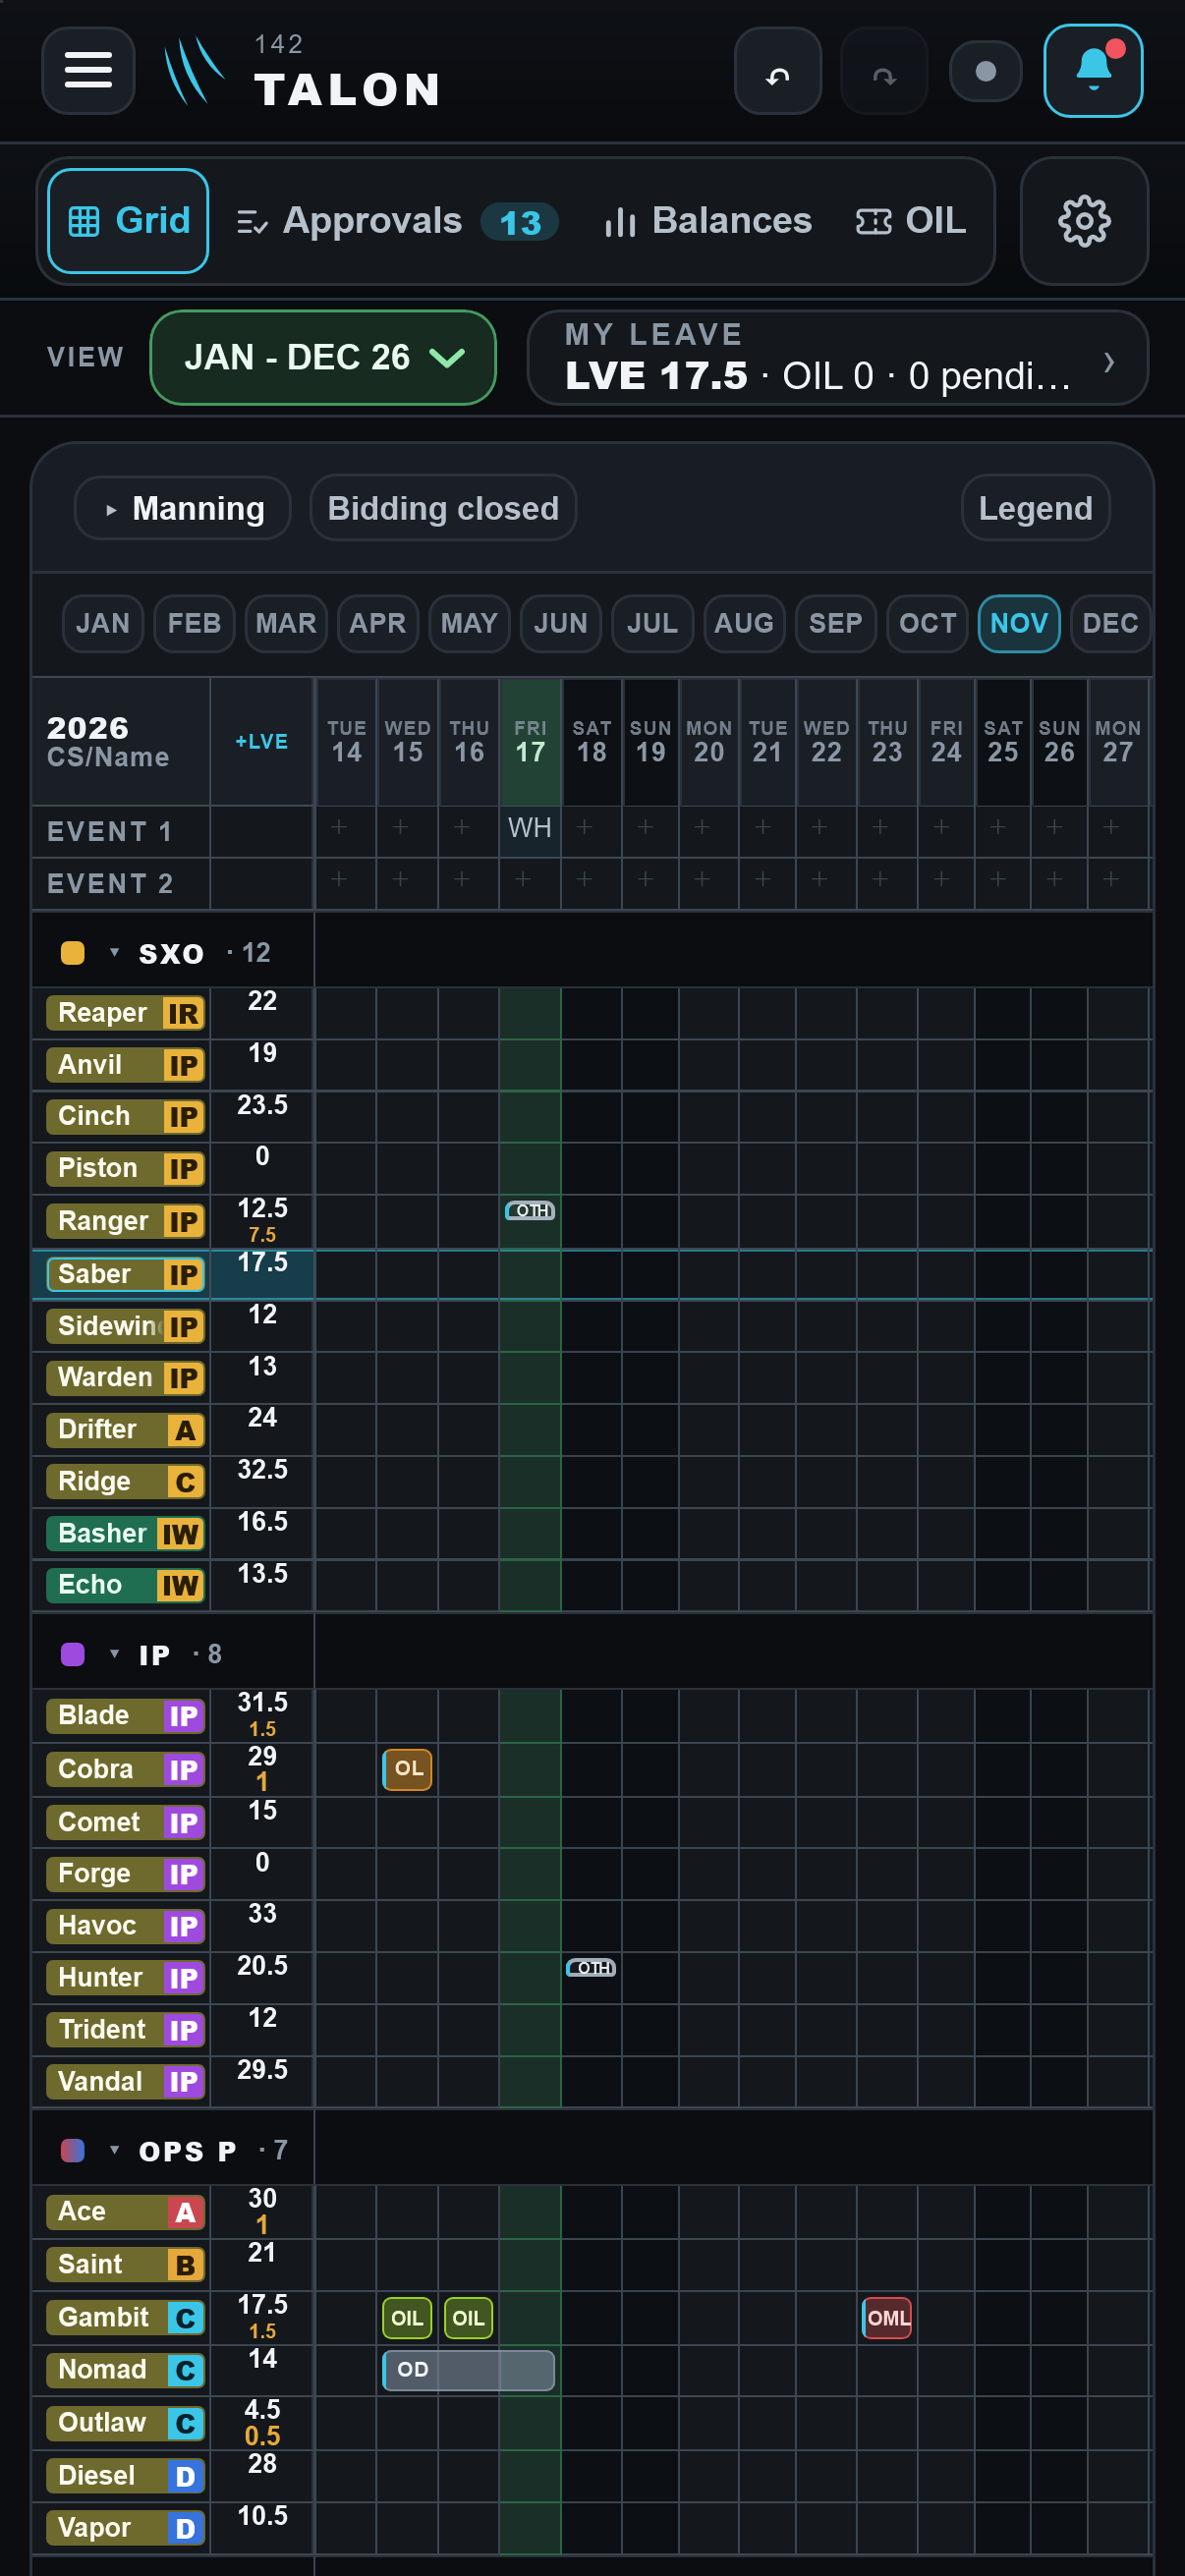 142
TALON
Grid Approvals 13 Balances OIL
VIEW JAN - DEC 26
MY LEAVE
LVE 17.5 · OIL 0 · 0 pendi...
Manning Bidding closed Legend
JAN FEB MAR APR MAY JUN JUL AUG SEP OCT NOV DEC
2026
CS/Name
+LVE
TUE WED THU FRI SAT SUN MON TUE WED THU FRI SAT SUN MON
14 15 16 17 18 19 20 21 22 23 24 25 26 27
EVENT 1 + + + WH + + + + + + + + + +
EVENT 2 + + + + + + + + + + + + + +
SXO · 12
Reaper IR 22
Anvil IP 19
Cinch IP 23.5
Piston IP 0
Ranger IP 12.5 OTH
7.5
Saber IP 17.5
Sidewin IP 12
Warden IP 13
Drifter A 24
Ridge C 32.5
Basher IW 16.5
Echo IW 13.5
IP · 8
Blade IP 31.5
1.5
Cobra IP 29 OL
1
Comet IP 15
Forge IP 0
Havoc IP 33
Hunter IP 20.5 OTH
Trident IP 12
Vandal IP 29.5
OPS P · 7
Ace A 30
1
Saint B 21
Gambit C 17.5 OIL OIL OML
1.5
Nomad C 14 OD
Outlaw C 4.5
0.5
Diesel D 28
Vapor D 10.5